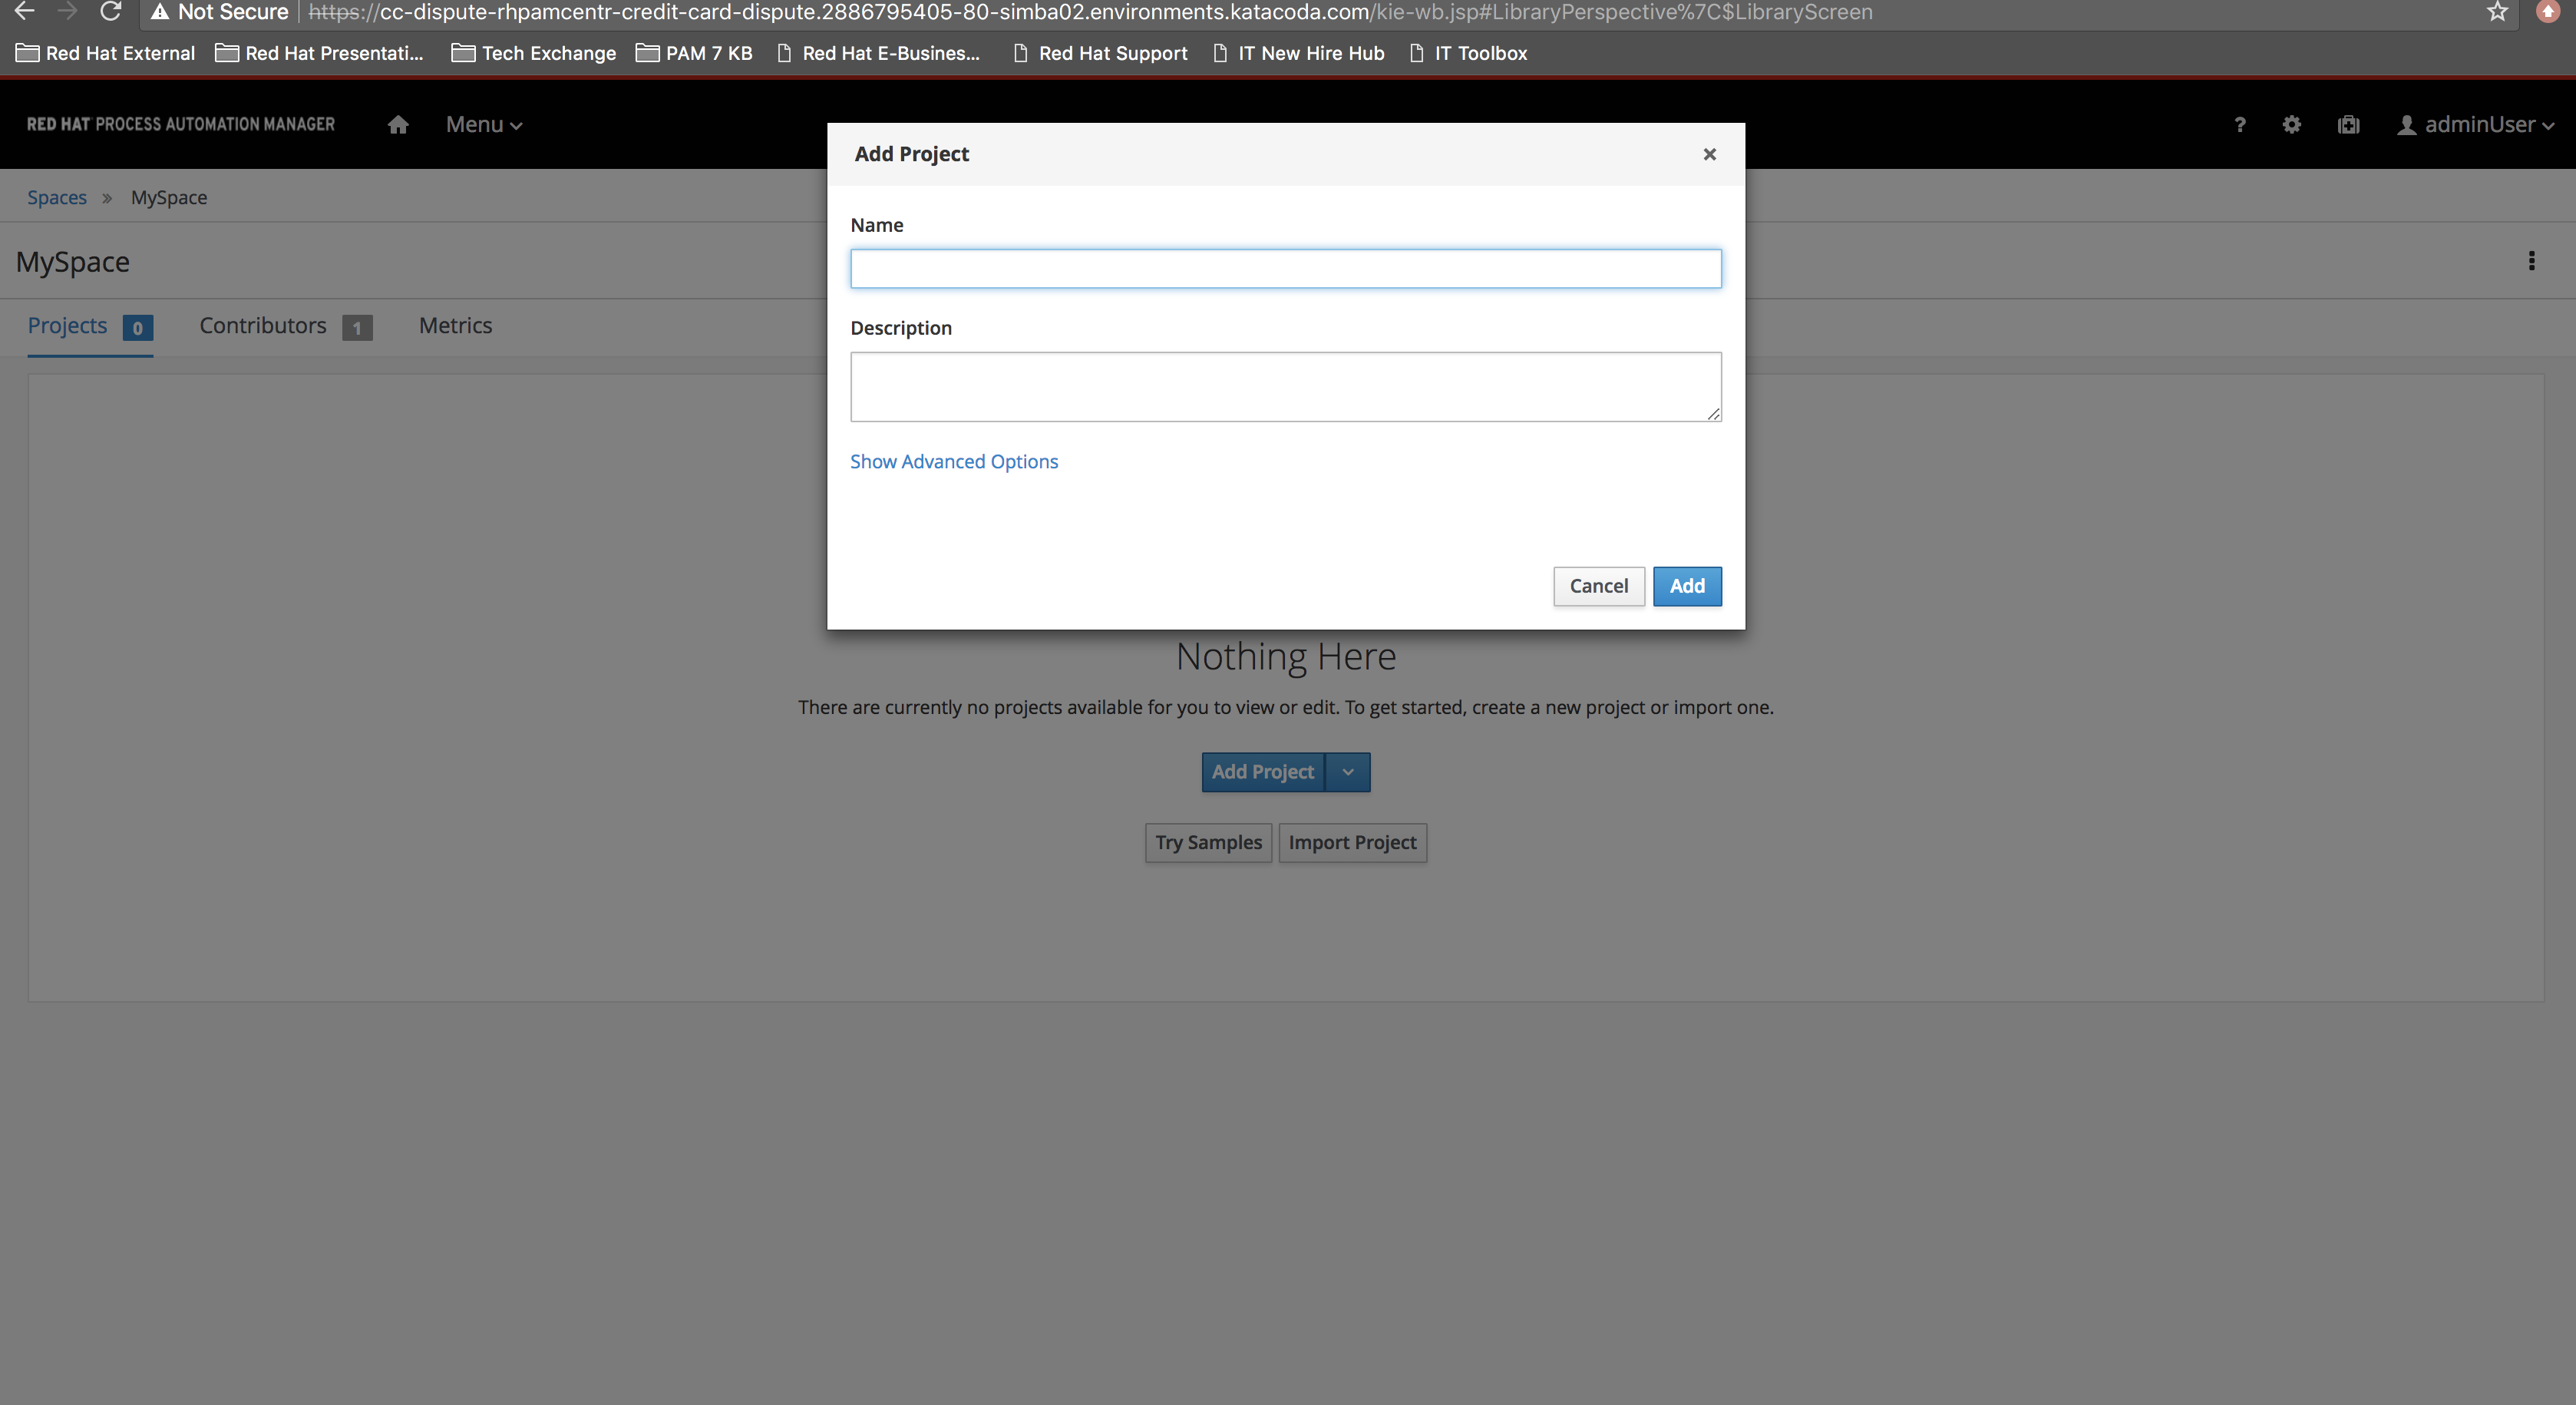 Not Secure https://cc-dispute-rhpamcentr-credit-card-dispute.2886795405-80-simba02.environments.katacoda.com/kie-wb.jsp#LibraryPerspective%7C$LibraryScreen
Red Hat External Red Hat Presentati... Tech Exchange PAM 7 KB Red Hat E-Busines... Red Hat Support IT New Hire Hub IT Toolbox
RED HAT PROCESS AUTOMATION MANAGER Menu ? adminUser
Add Project ×
Spaces » MySpace
Name
MySpace
Projects 0 Contributors 1 Metrics
Description
Show Advanced Options
Cancel Add
Nothing Here
There are currently no projects available for you to view or edit. To get started, create a new project or import one.
Add Project
Try Samples Import Project